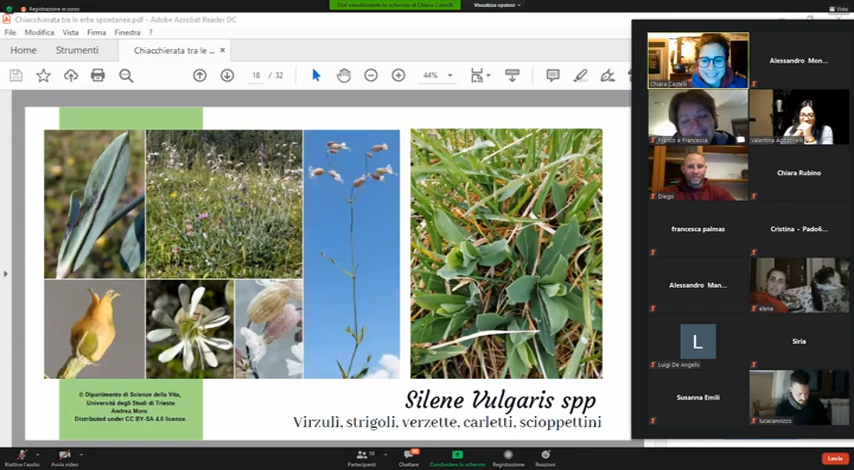 Registrazione in corso
Stai visualizzando lo schermo di Chiara Castelli
Visualizza opzioni
Vista
Chiacchierata tra le erbe spontanee.pdf - Adobe Acrobat Reader DC
File Modifica Vista Firma Finestra ?
Home Strumenti Chiacchierata tra le ... ×
18 / 32 44%
Chiara Castelli
Alessandro Mon...
Franco e Francesca
Valentina Agostinelli
Diego
Chiara Rubino
francesca palmas
Cristina - Pado6...
Alessandro Man...
elena
L
Luigi De Angelis
Siria
Susanna Emili
lucacannizzo
© Dipartimento di Scienze della Vita,
Università degli Studi di Trieste
Andrea Moro
Distributed under CC BY-SA 4.0 license.
Silene Vulgaris spp
Virzulì, strigoli, verzette, carletti, scioppettini
Riattiva l'audio
Avvia video
Partecipanti
19
Chattare
Condividere lo schermo
Registrazione
Reazioni
Lascia